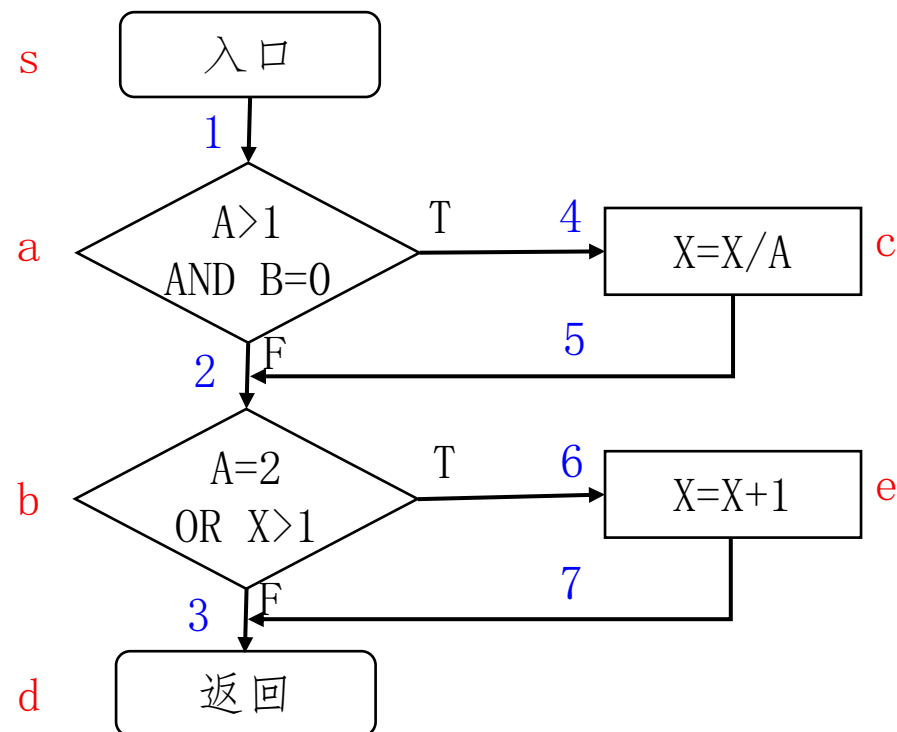 s
入口
1
a
A>1
AND B=0
T
4
X=X/A
c
2
F
5
b
A=2
OR X>1
T
6
X=X+1
e
3
F
7
d
返回